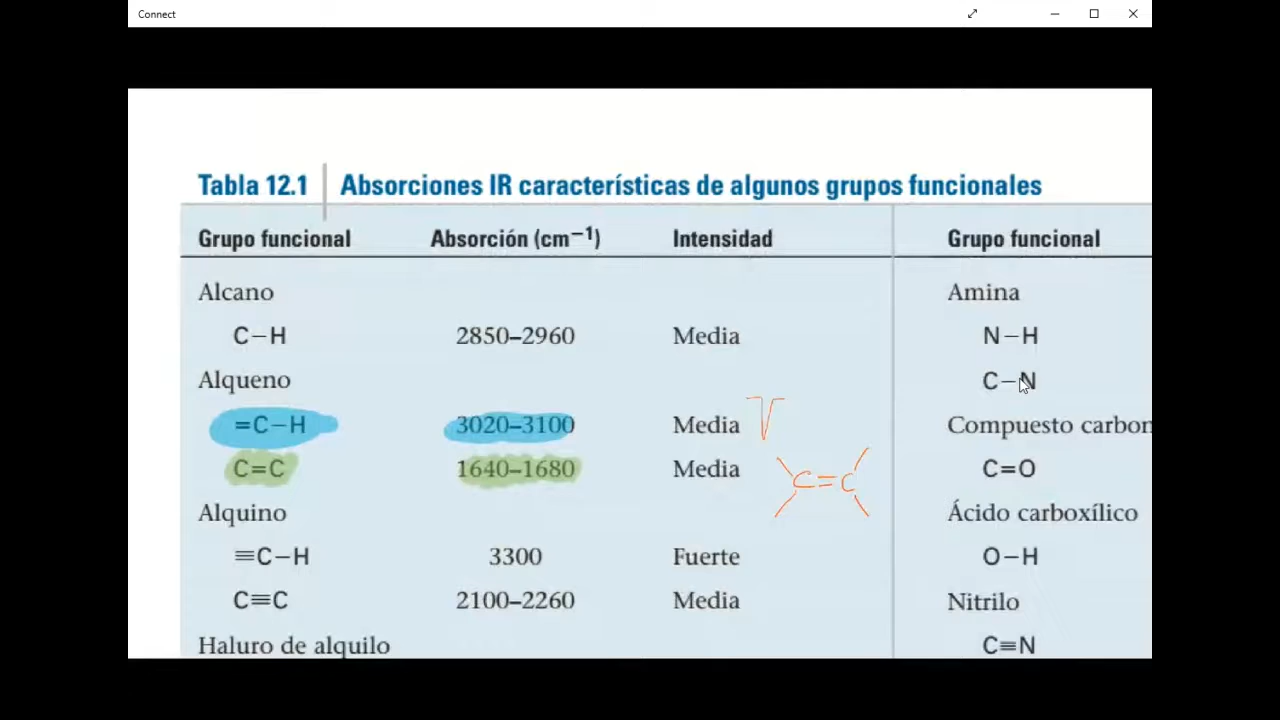 Connect
Tabla 12.1 Absorciones IR características de algunos grupos funcionales
Grupo funcional Absorción (cm−1) Intensidad Grupo funcional
Alcano Amina
C−H 2850–2960 Media N−H
Alqueno C−N
=C−H 3020–3100 Media Compuesto carbon
C=C 1640–1680 Media C=C C=O
Alquino Ácido carboxílico
≡C−H 3300 Fuerte O−H
C≡C 2100–2260 Media Nitrilo
Haluro de alquilo C≡N